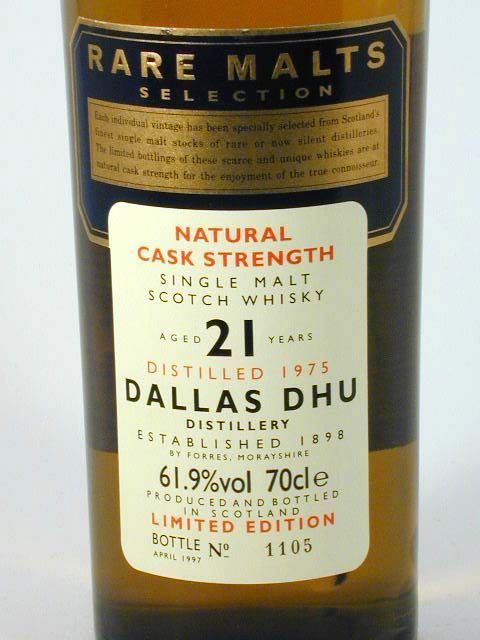 RARE MALTS
SELECTION
Each individual vintage has been specially selected from Scotland's
finest single malt stocks of rare or now silent distilleries.
The limited bottlings of these scarce and unique whiskies are at
natural cask strength for the enjoyment of the true connoisseur.
NATURAL
CASK STRENGTH
SINGLE MALT
SCOTCH WHISKY
AGED 21 YEARS
DISTILLED 1975
DALLAS DHU
DISTILLERY
ESTABLISHED 1898
BY FORRES, MORAYSHIRE
61.9%vol 70cl e
PRODUCED AND BOTTLED
IN SCOTLAND
LIMITED EDITION
BOTTLE Nº 1105
APRIL 1997